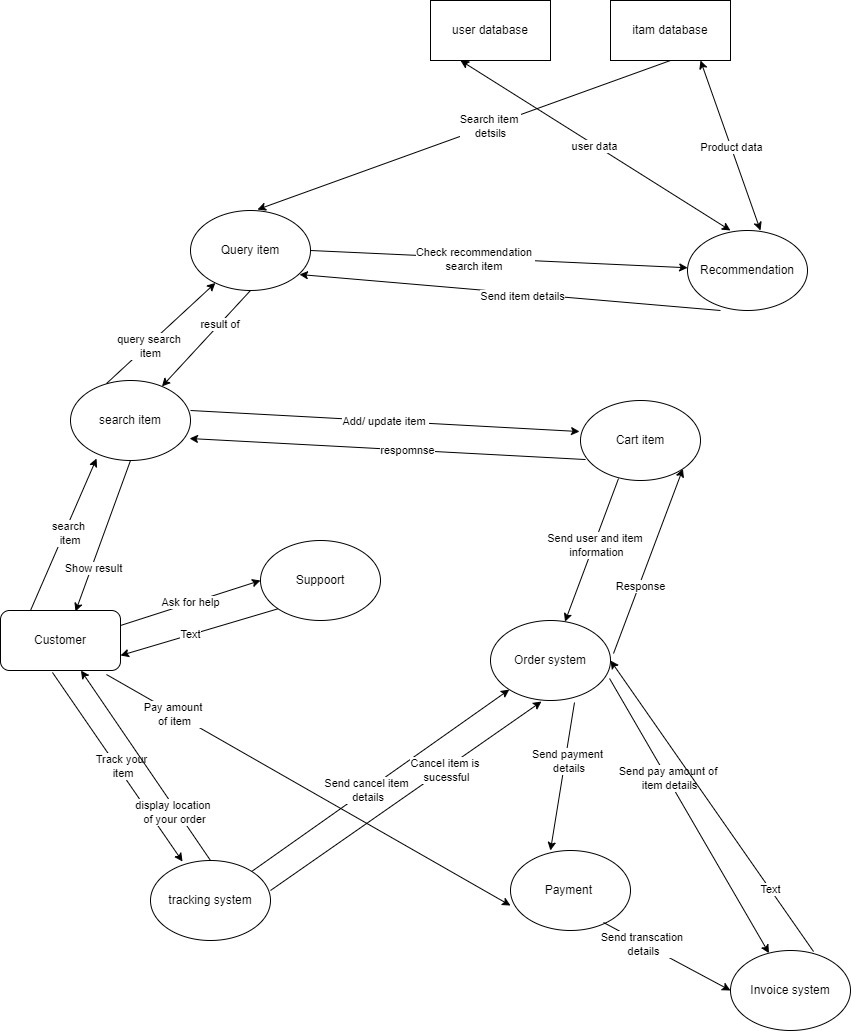 user database
itam database
Search item
detsils
user data
Product data
Query item
Check recommendation
search item
Recommendation
Send item details
result of
query search
item
search item
Add/ update item
respomnse
Cart item
search
item
Show result
Send user and item
information
Response
Ask for help
Suppoort
Text
Customer
Order system
Pay amount
of item
Track your
item
display location
of your order
Cancel item is
sucessful
Send cancel item
details
Send payment
details
Send pay amount of
item details
tracking system
Payment
Text
Send transcation
details
Invoice system